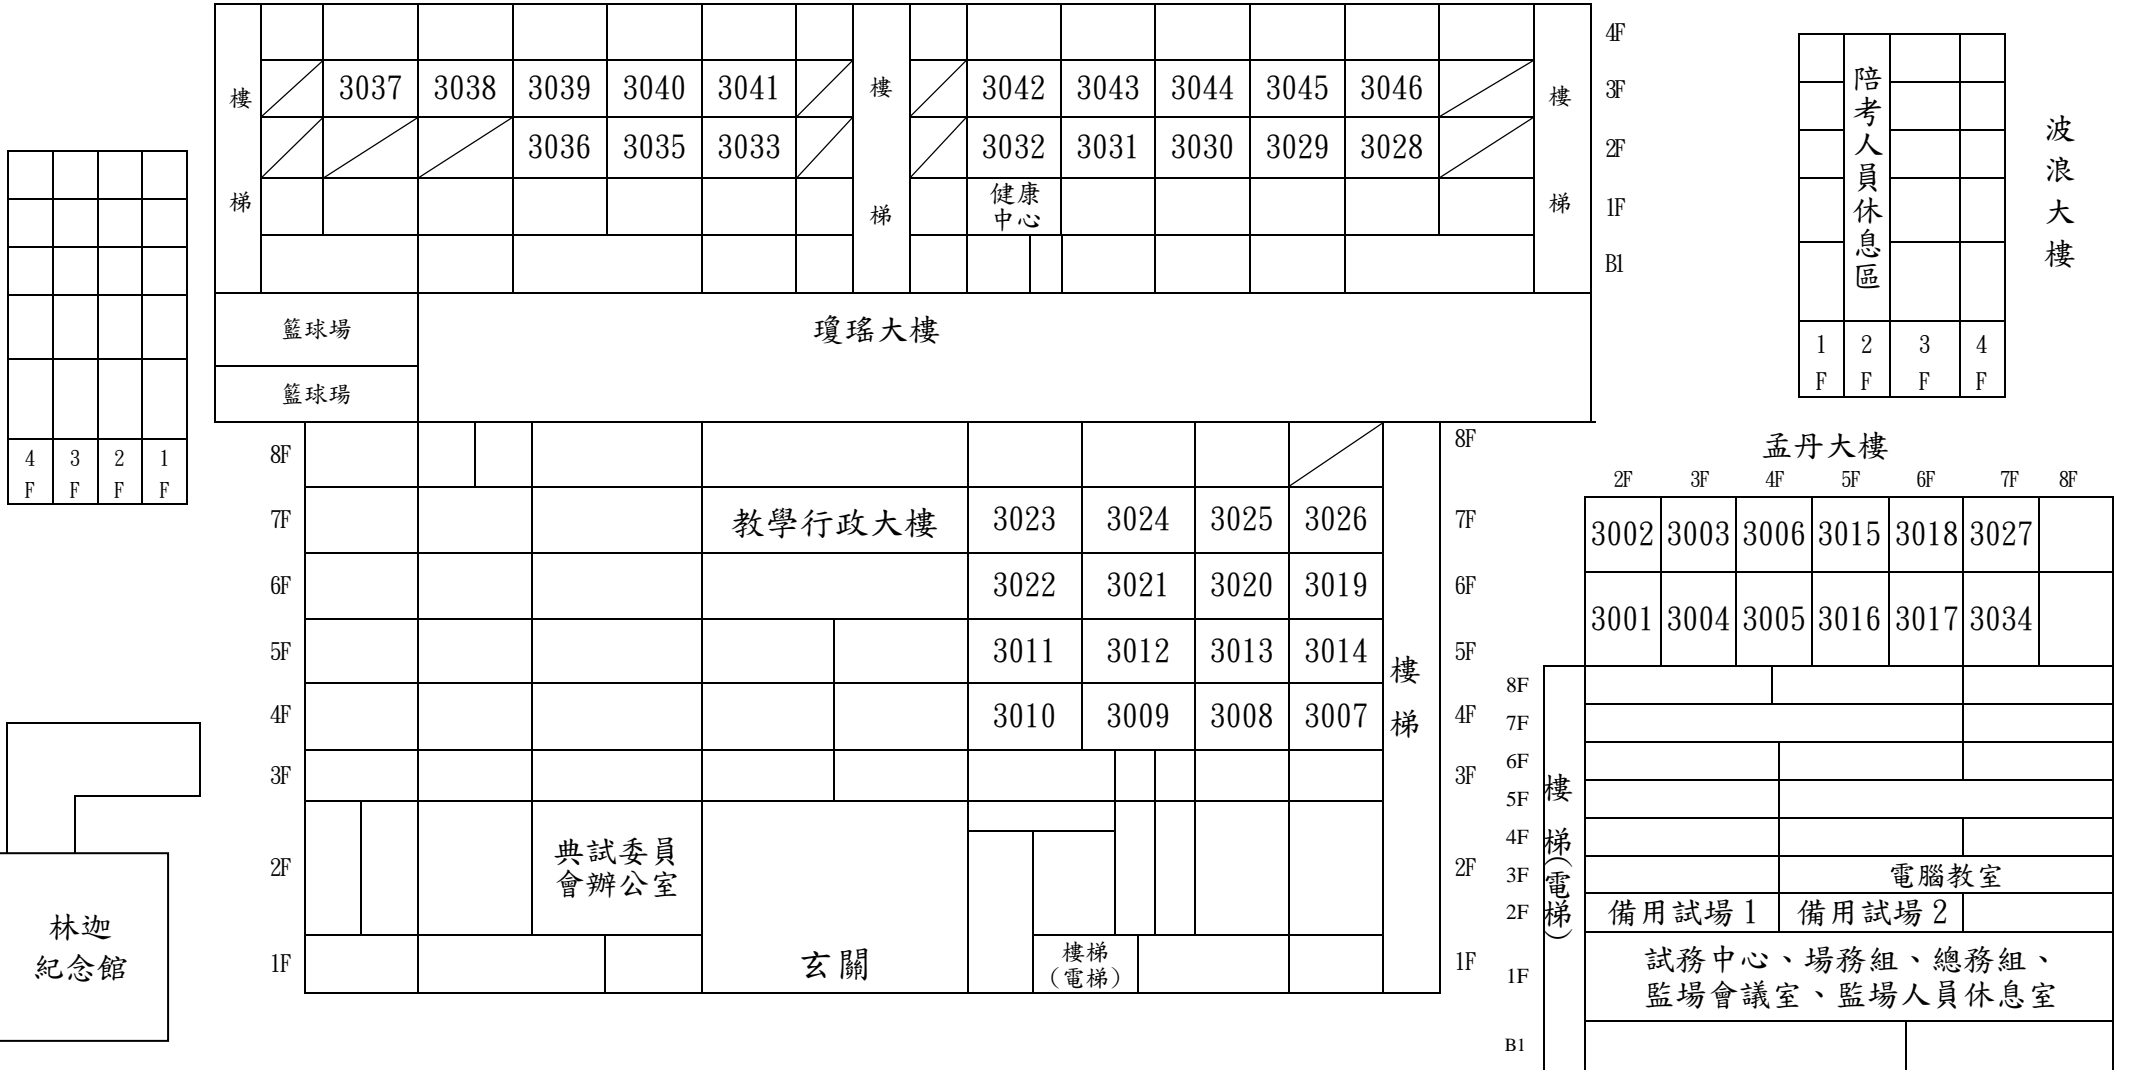 4F
樓 3037 3038 3039 3040 3041 樓 3042 3043 3044 3045 3046 樓 3F
梯 3036 3035 3033 梯 3032 3031 3030 3029 3028 梯 2F
健康
中心
1F
B1
籃球場
瓊瑤大樓
籃球瑒
陪考人員休息區
1 2 3 4
F F F F
波浪大樓
4 3 2 1
F F F F
8F 8F
7F 教學行政大樓 3023 3024 3025 3026 7F
6F 3022 3021 3020 3019 6F
5F 3011 3012 3013 3014 5F
4F 3010 3009 3008 3007 4F
樓梯
3F 3F
2F 典試委員
會辦公室
2F
1F 玄關 樓梯
(電梯)
1F
林迦
紀念館
孟丹大樓
2F 3F 4F 5F 6F 7F 8F
3002 3003 3006 3015 3018 3027
3001 3004 3005 3016 3017 3034
8F
7F
6F
5F
4F
樓梯(電梯)
3F 電腦教室
2F 備用試場1 備用試場2
1F 試務中心、場務組、總務組、
監場會議室、監場人員休息室
B1